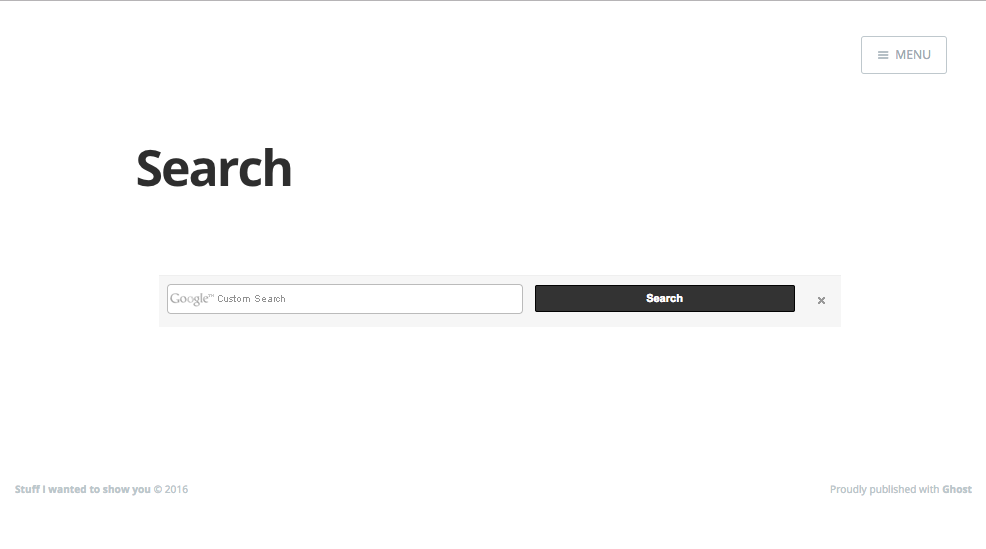 MENU
Search
Google™ Custom Search
Search
Stuff I wanted to show you © 2016
Proudly published with Ghost